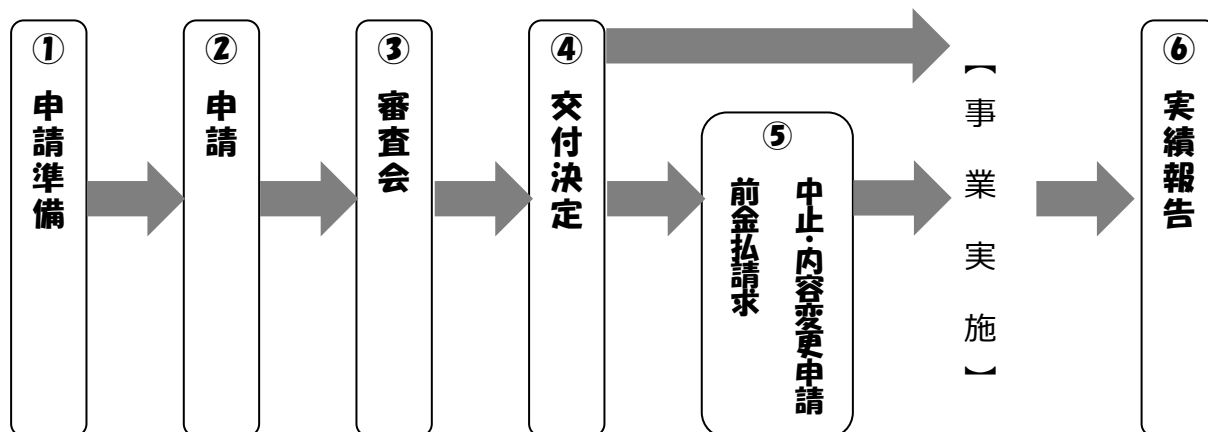 ①
申請準備
②
申請
③
審査会
④
交付決定
⑤
中止・内容変更申請
前金払請求
【事業実施】
⑥
実績報告